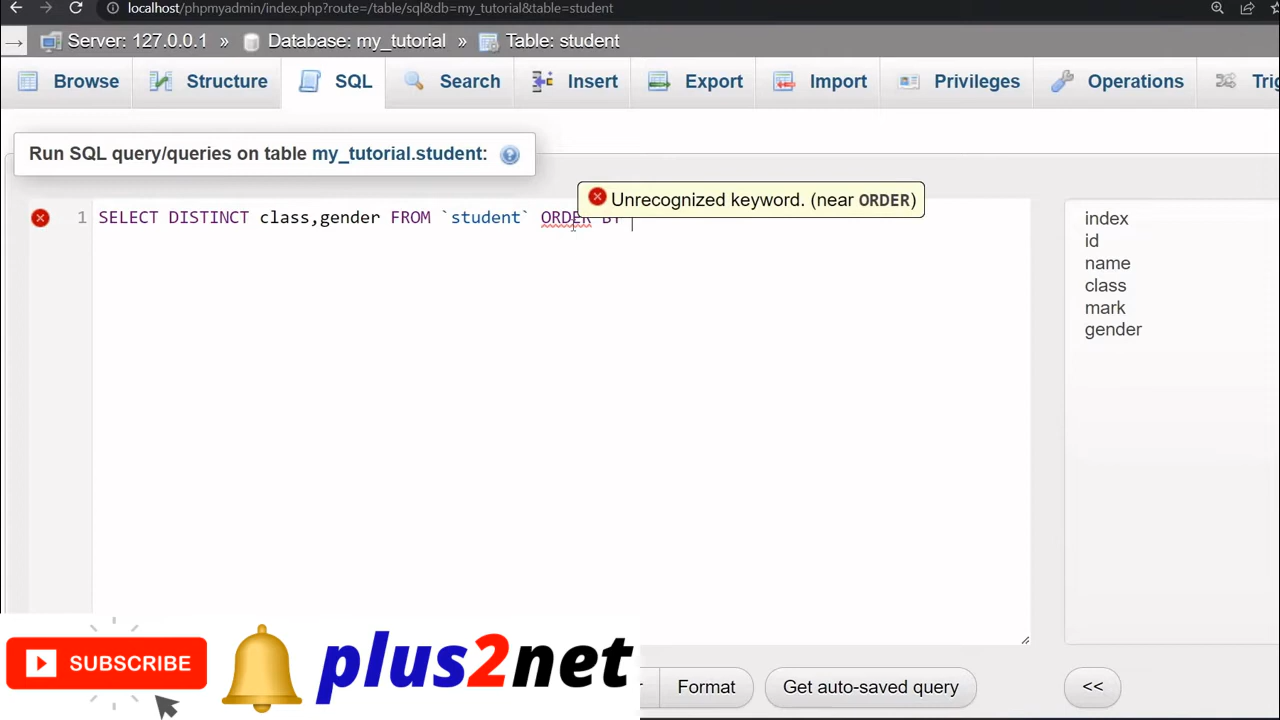 localhost/phpmyadmin/index.php?route=/table/sql&db=my_tutorial&table=student
Server: 127.0.0.1 » Database: my_tutorial » Table: student
Browse Structure SQL Search Insert Export Import Privileges Operations
Run SQL query/queries on table my_tutorial.student:
Unrecognized keyword. (near ORDER)
1 SELECT DISTINCT class,gender FROM `student` ORDER BY
index
id
name
class
mark
gender
SUBSCRIBE
plus2net
Format
Get auto-saved query
<<